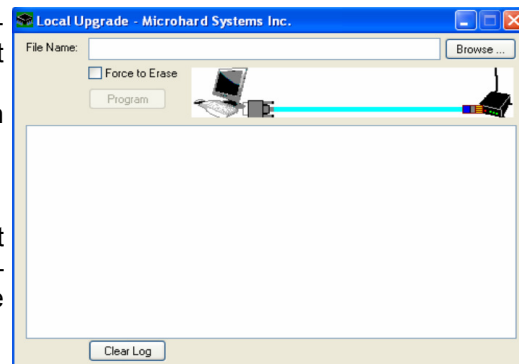 Local Upgrade - Microhard Systems Inc.
File Name:
Browse ...
Force to Erase
Program
Clear Log